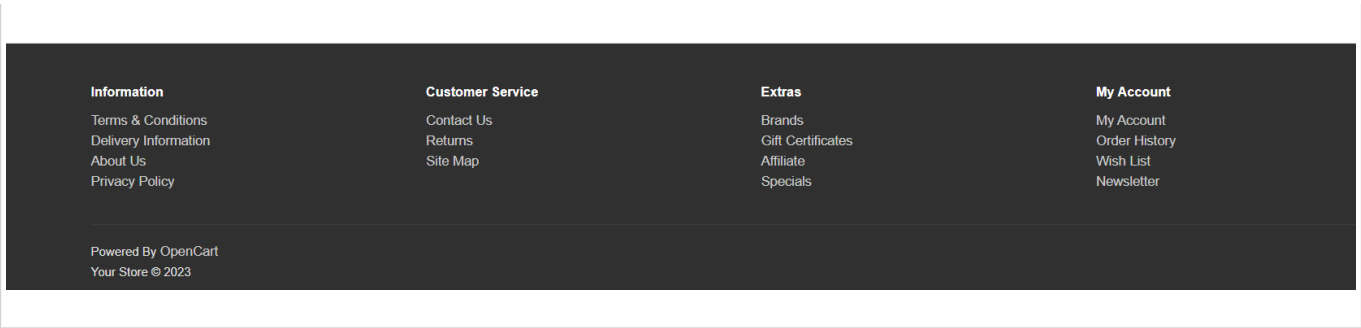 Information
Terms & Conditions
Delivery Information
About Us
Privacy Policy
Customer Service
Contact Us
Returns
Site Map
Extras
Brands
Gift Certificates
Affiliate
Specials
My Account
My Account
Order History
Wish List
Newsletter
Powered By OpenCart
Your Store © 2023